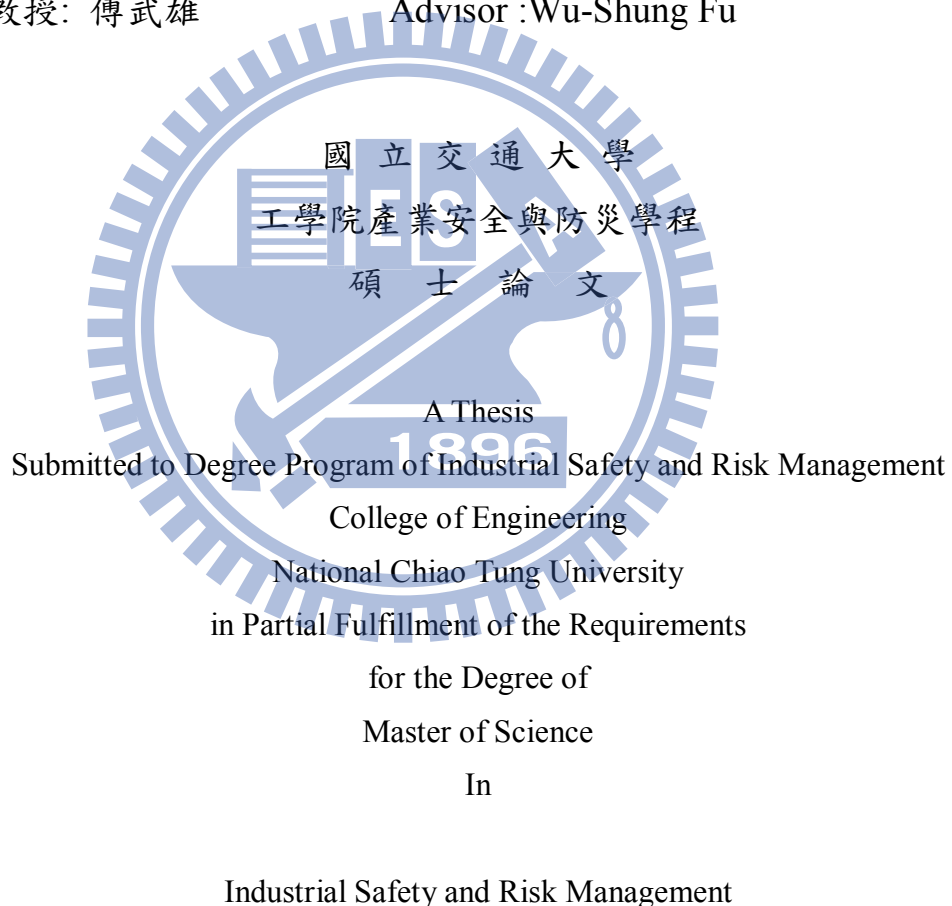 教授: 傅武雄 Advisor :Wu-Shung Fu
國 立 交 通 大 學
工學院產業安全與防災學程
碩 士 論 文
A Thesis
Submitted to Degree Program of Industrial Safety and Risk Management
College of Engineering
National Chiao Tung University
in Partial Fulfillment of the Requirements
for the Degree of
Master of Science
In
Industrial Safety and Risk Management
ES
1896